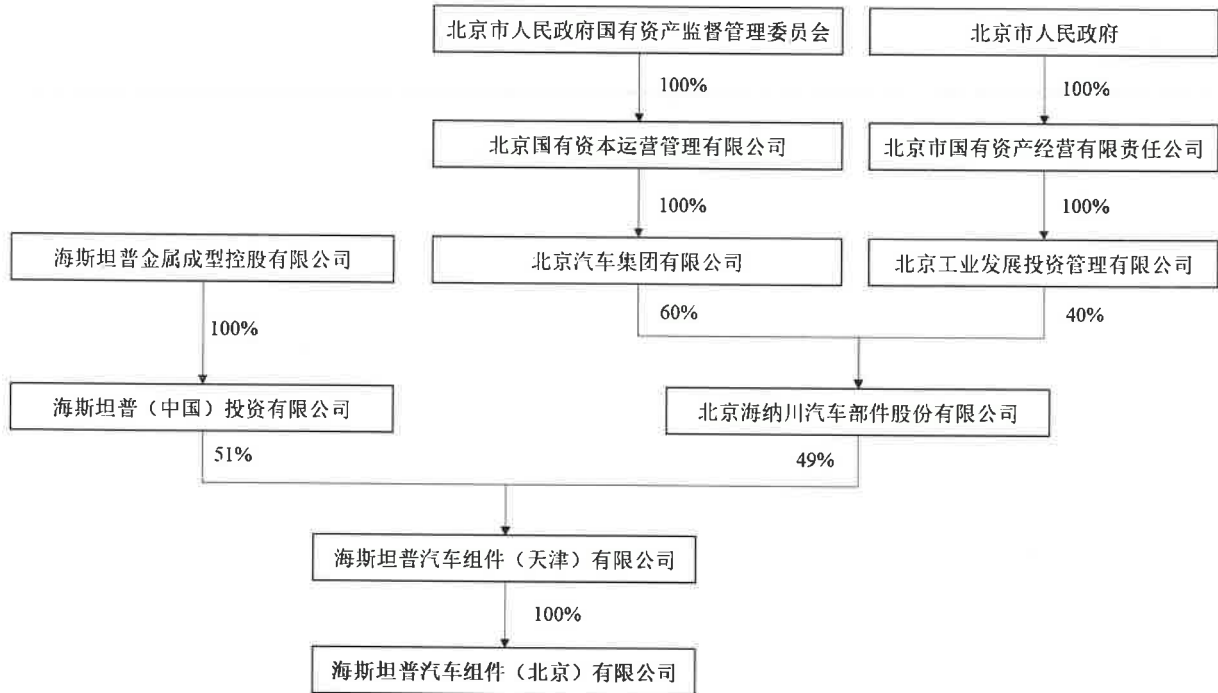 北京市人民政府国有资产监督管理委员会
北京市人民政府
100%
100%
北京国有资本运营管理有限公司
北京市国有资产经营有限责任公司
100%
100%
海斯坦普金属成型控股有限公司
北京汽车集团有限公司
北京工业发展投资管理有限公司
100%
60%
40%
海斯坦普（中国）投资有限公司
北京海纳川汽车部件股份有限公司
51%
49%
海斯坦普汽车组件（天津）有限公司
100%
海斯坦普汽车组件（北京）有限公司